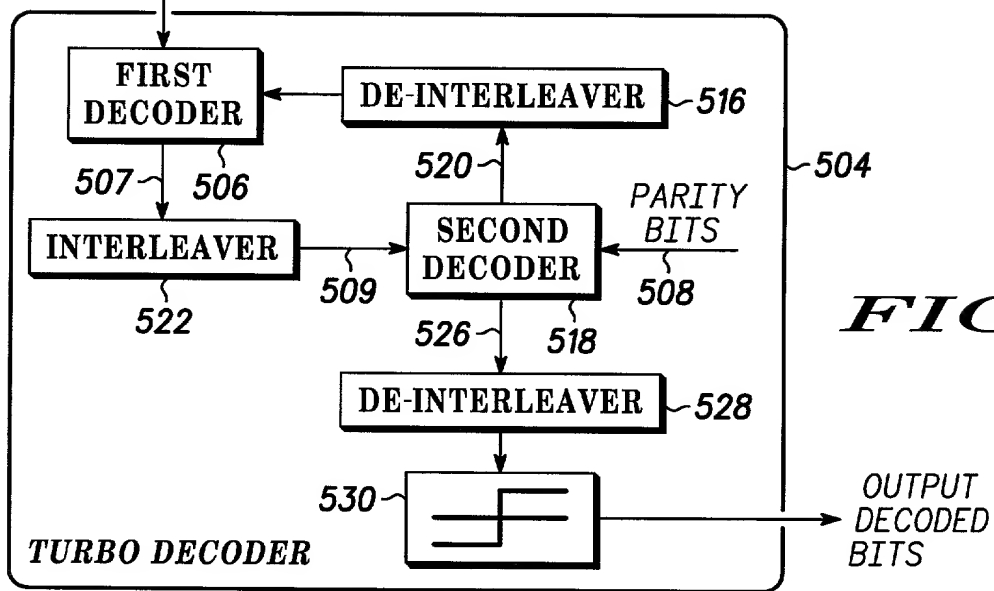 FIRST
DECODER
DE-INTERLEAVER
516
504
507
506
520
PARITY
BITS
INTERLEAVER
SECOND
DECODER
509
508
522
526
518
FIG
DE-INTERLEAVER
528
530
OUTPUT
DECODED
BITS
TURBO DECODER